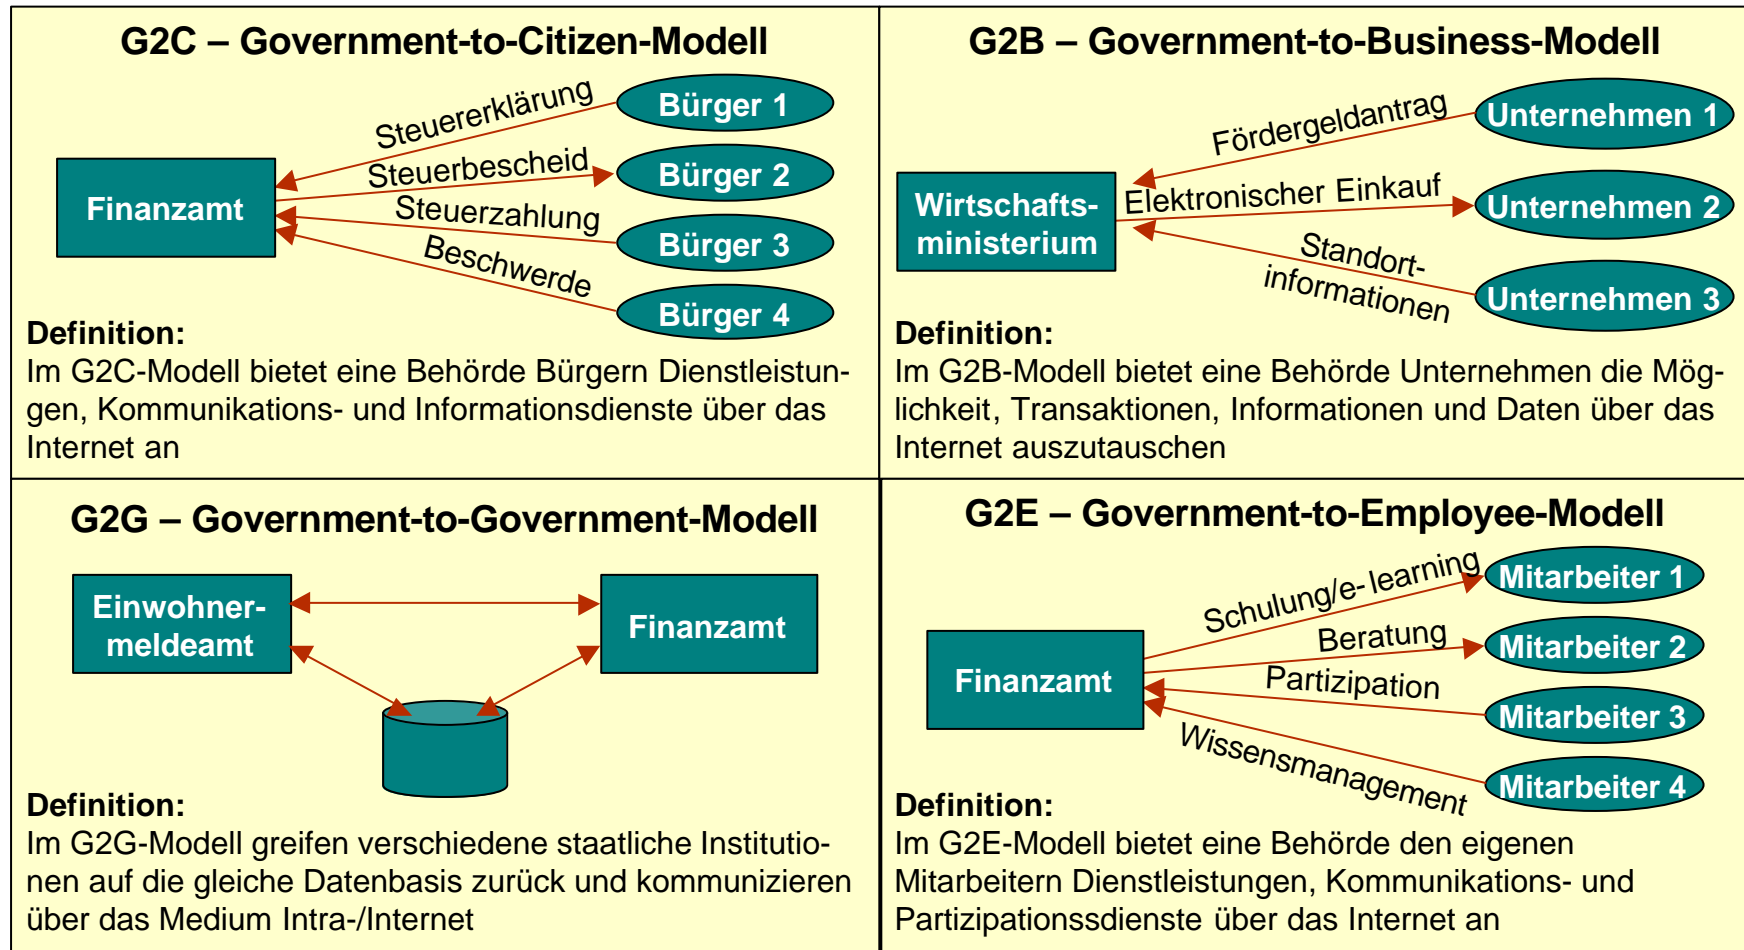 G2C – Government-to-Citizen-Modell
Steuererklärung
Bürger 1
Steuerbescheid
Bürger 2
Finanzamt
Steuerzahlung
Bürger 3
Beschwerde
Bürger 4
Definition:
Im G2C-Modell bietet eine Behörde Bürgern Dienstleistun-
gen, Kommunikations- und Informationsdienste über das
Internet an
G2B – Government-to-Business-Modell
Fördergeldantrag
Unternehmen 1
Wirtschafts-
ministerium
Elektronischer Einkauf
Unternehmen 2
Standort-
informationen
Unternehmen 3
Definition:
Im G2B-Modell bietet eine Behörde Unternehmen die Mög-
lichkeit, Transaktionen, Informationen und Daten über das
Internet auszutauschen
G2G – Government-to-Government-Modell
Einwohner-
meldeamt
Finanzamt
Definition:
Im G2G-Modell greifen verschiedene staatliche Institutio-
nen auf die gleiche Datenbasis zurück und kommunizieren
über das Medium Intra-/Internet
G2E – Government-to-Employee-Modell
Schulung/e-learning
Mitarbeiter 1
Beratung
Mitarbeiter 2
Finanzamt
Partizipation
Mitarbeiter 3
Wissensmanagement
Mitarbeiter 4
Definition:
Im G2E-Modell bietet eine Behörde den eigenen
Mitarbeitern Dienstleistungen, Kommunikations- und
Partizipationssdienste über das Internet an